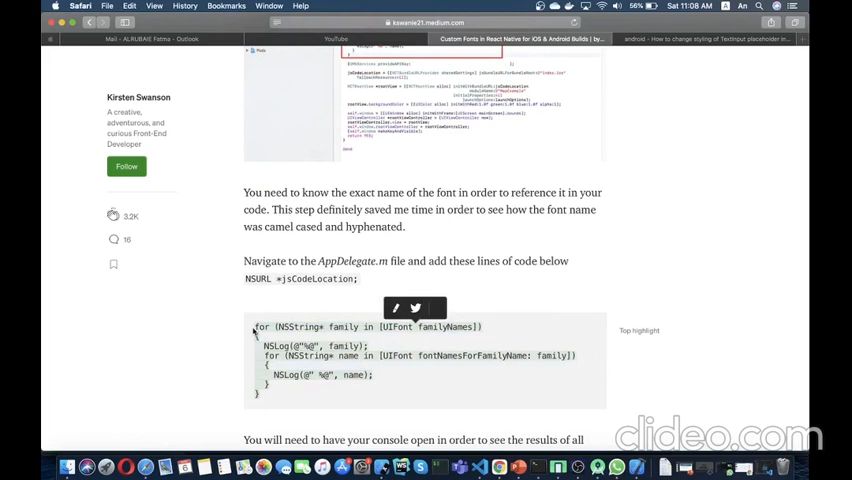 Safari File Edit View History Bookmarks Window Help 56% Sat 11:08 AM An
kswanie21.medium.com
Mail - ALRUBAIE Fatma - Outlook
YouTube
Custom Fonts in React Native for iOS & Android Builds | by...
android - How to change styling of TextInput placeholder in...
Kirsten Swanson
A creative,
adventurous, and
curious Front-End
Developer
Follow
3.2K
16
return YES;
You need to know the exact name of the font in order to reference it in your
code. This step definitely saved me time in order to see how the font name
was camel cased and hyphenated.
Navigate to the AppDelegate.m file and add these lines of code below
NSURL *jsCodeLocation;
for (NSString* family in [UIFont familyNames])
{
NSLog(@"%@", family);
for (NSString* name in [UIFont fontNamesForFamilyName: family])
{
NSLog(@" %@", name);
}
}
Top highlight
You will need to have your console open in order to see the results of all
clideo.com